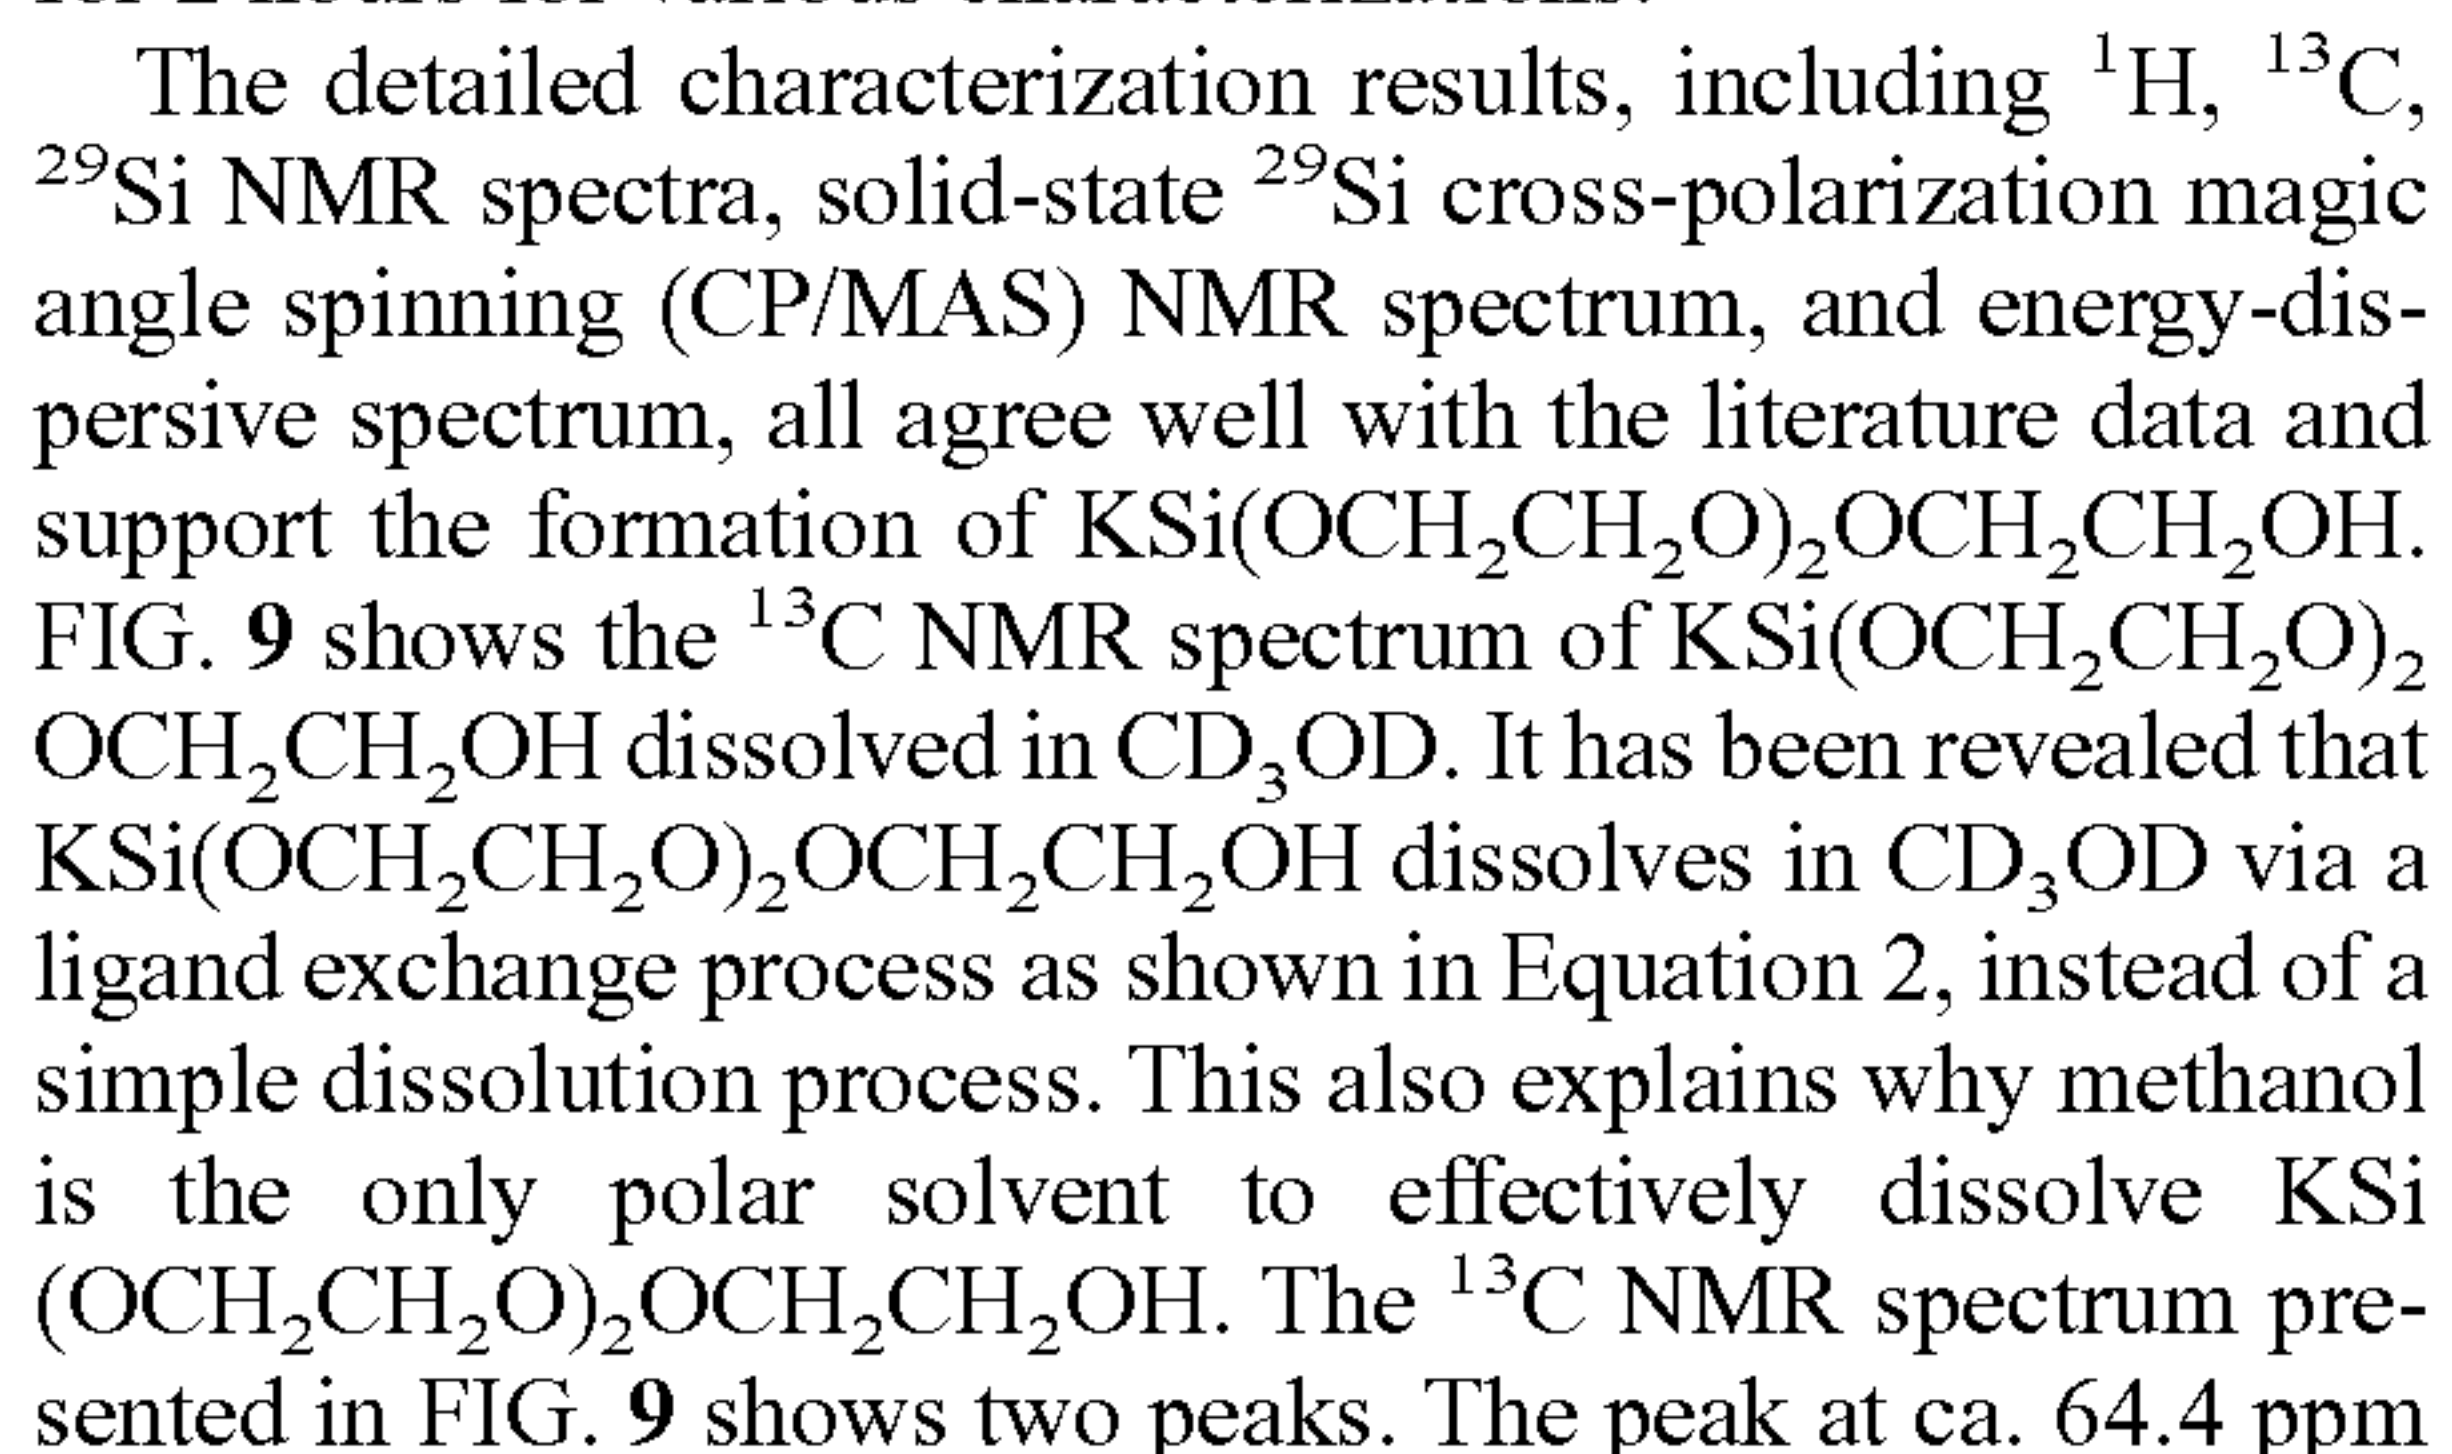 The detailed characterization results, including ¹H, ¹³C,
²⁹Si NMR spectra, solid-state ²⁹Si cross-polarization magic
angle spinning (CP/MAS) NMR spectrum, and energy-dis-
persive spectrum, all agree well with the literature data and
support the formation of KSi(OCH₂CH₂O)₂OCH₂CH₂OH.
FIG. 9 shows the ¹³C NMR spectrum of KSi(OCH₂CH₂O)₂
OCH₂CH₂OH dissolved in CD₃OD. It has been revealed that
KSi(OCH₂CH₂O)₂OCH₂CH₂OH dissolves in CD₃OD via a
ligand exchange process as shown in Equation 2, instead of a
simple dissolution process. This also explains why methanol
is the only polar solvent to effectively dissolve KSi
(OCH₂CH₂O)₂OCH₂CH₂OH. The ¹³C NMR spectrum pre-
sented in FIG. 9 shows two peaks. The peak at ca. 64.4 ppm